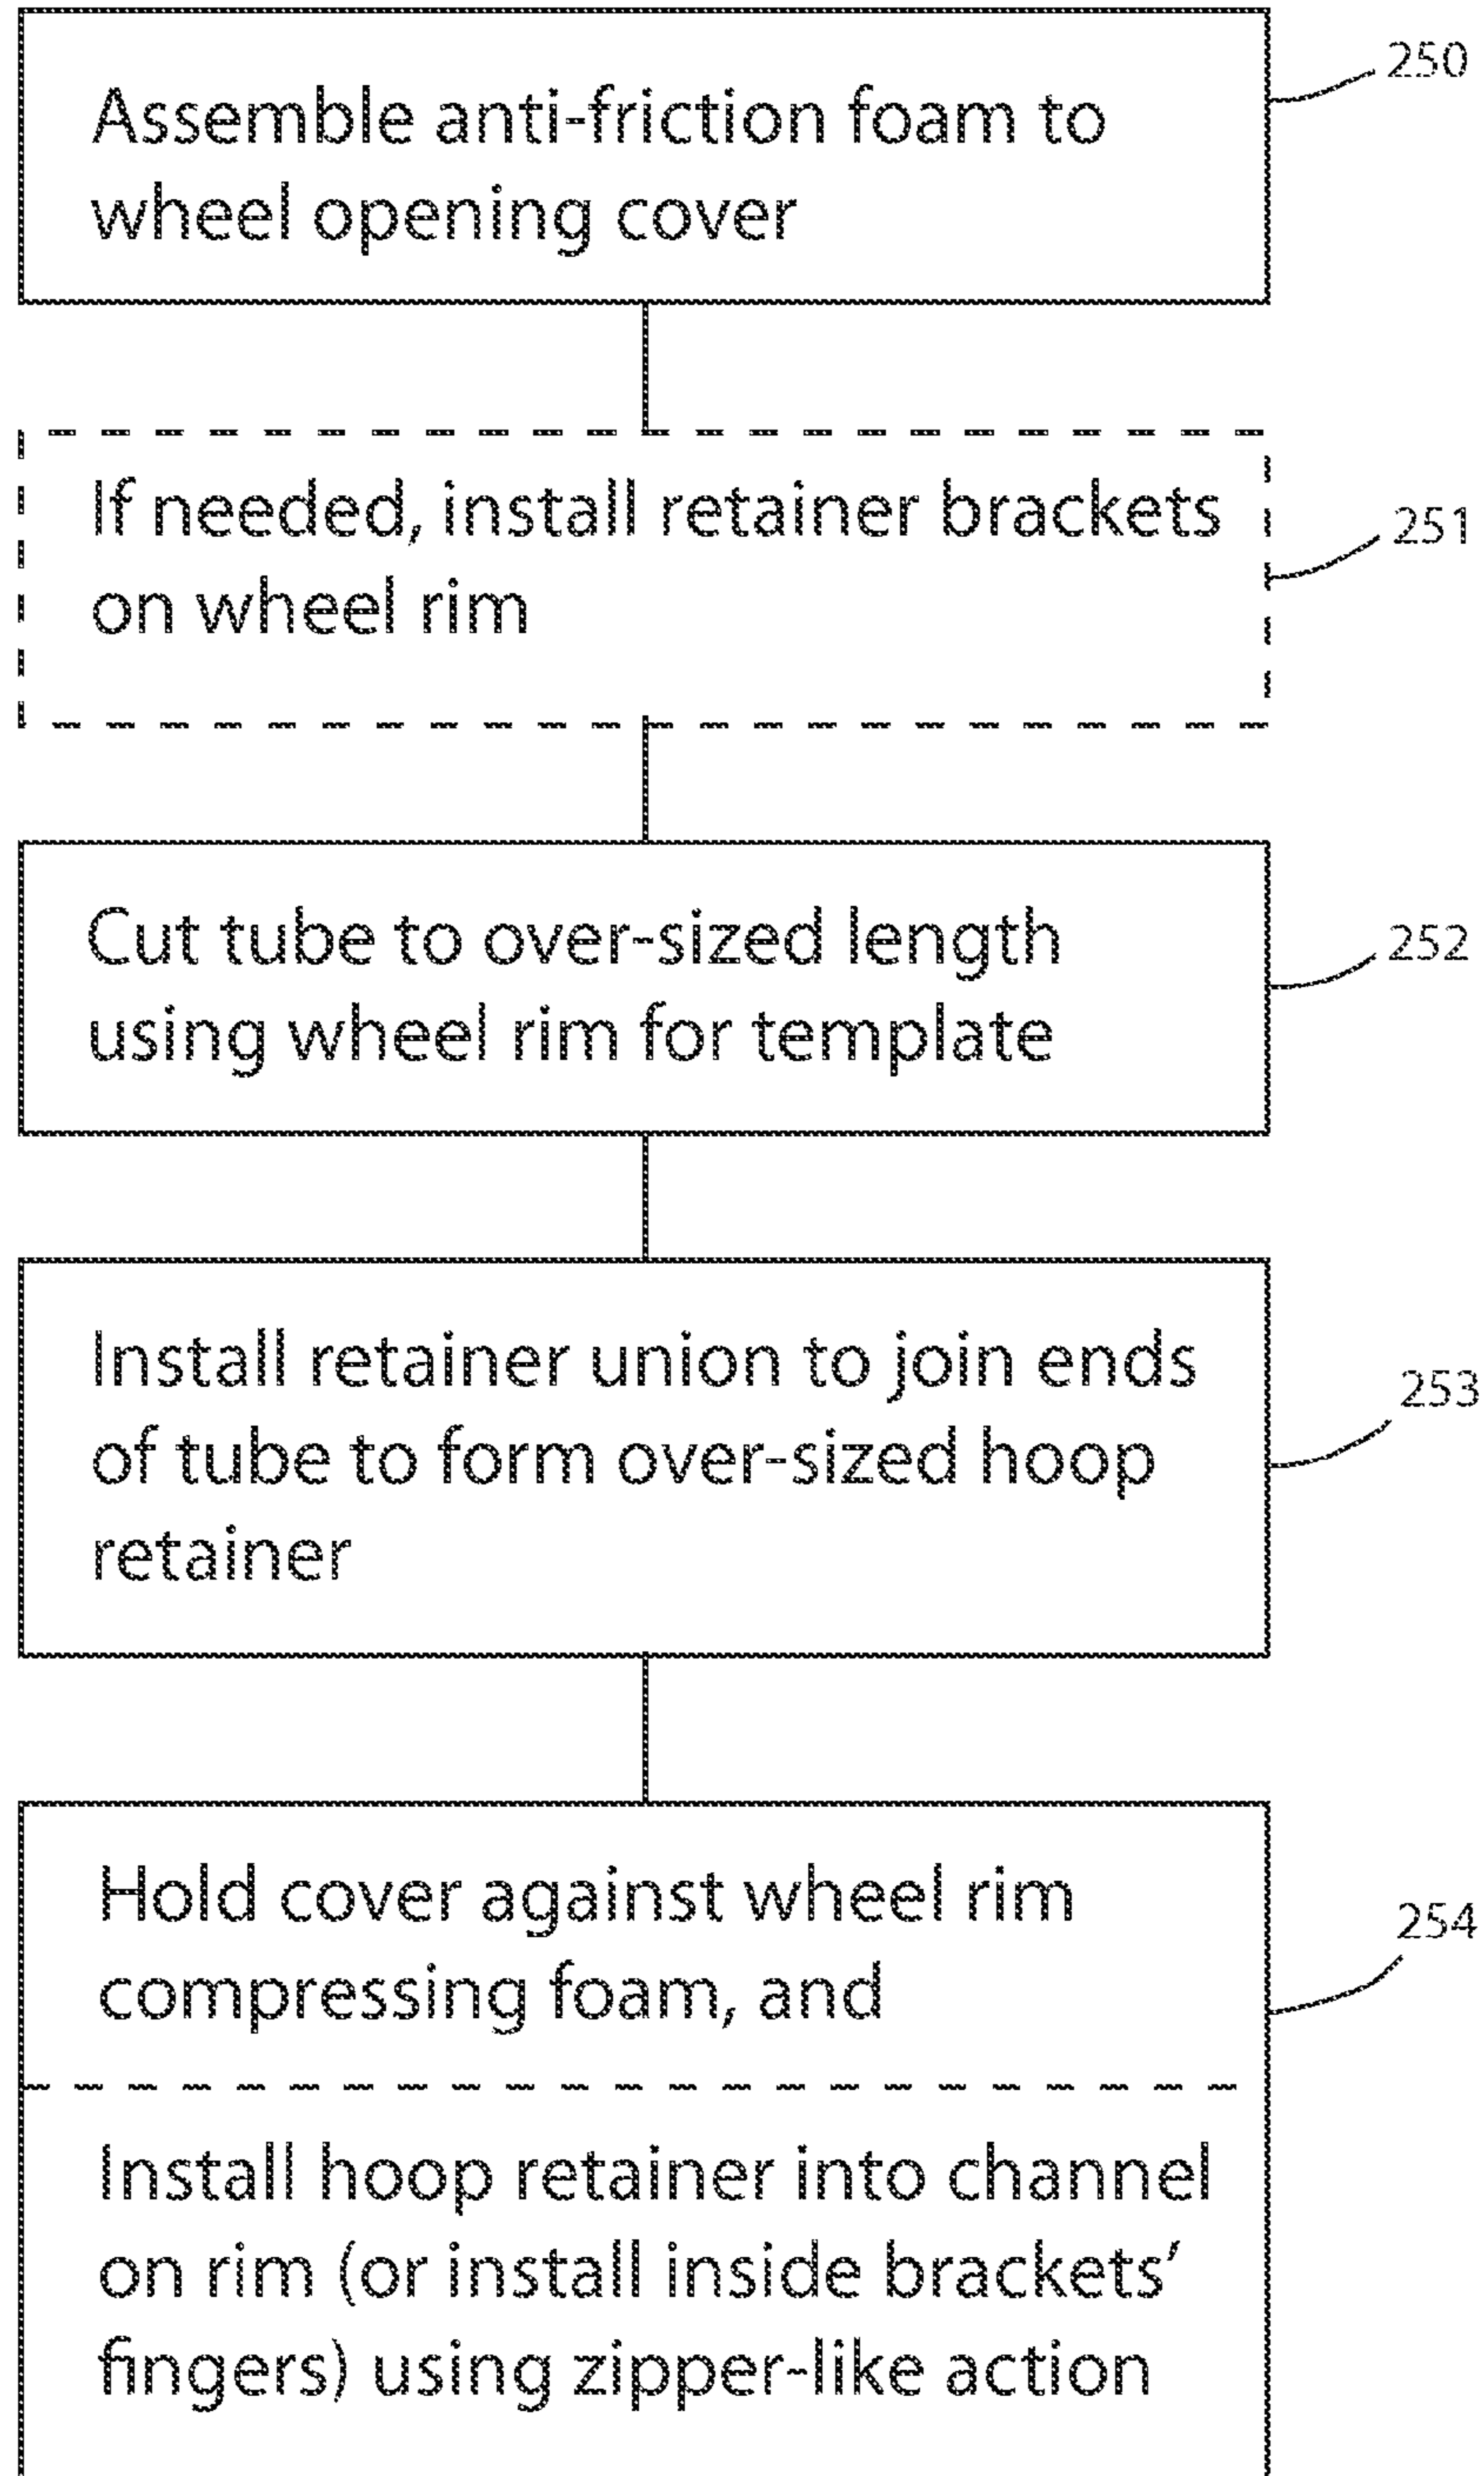 Assemble anti-friction foam to
wheel opening cover
250
If needed, install retainer brackets
on wheel rim
251
Cut tube to over-sized length
using wheel rim for template
252
Install retainer union to join ends
of tube to form over-sized hoop
retainer
253
Hold cover against wheel rim
compressing foam, and
254
Install hoop retainer into channel
on rim (or install inside brackets’
fingers) using zipper-like action